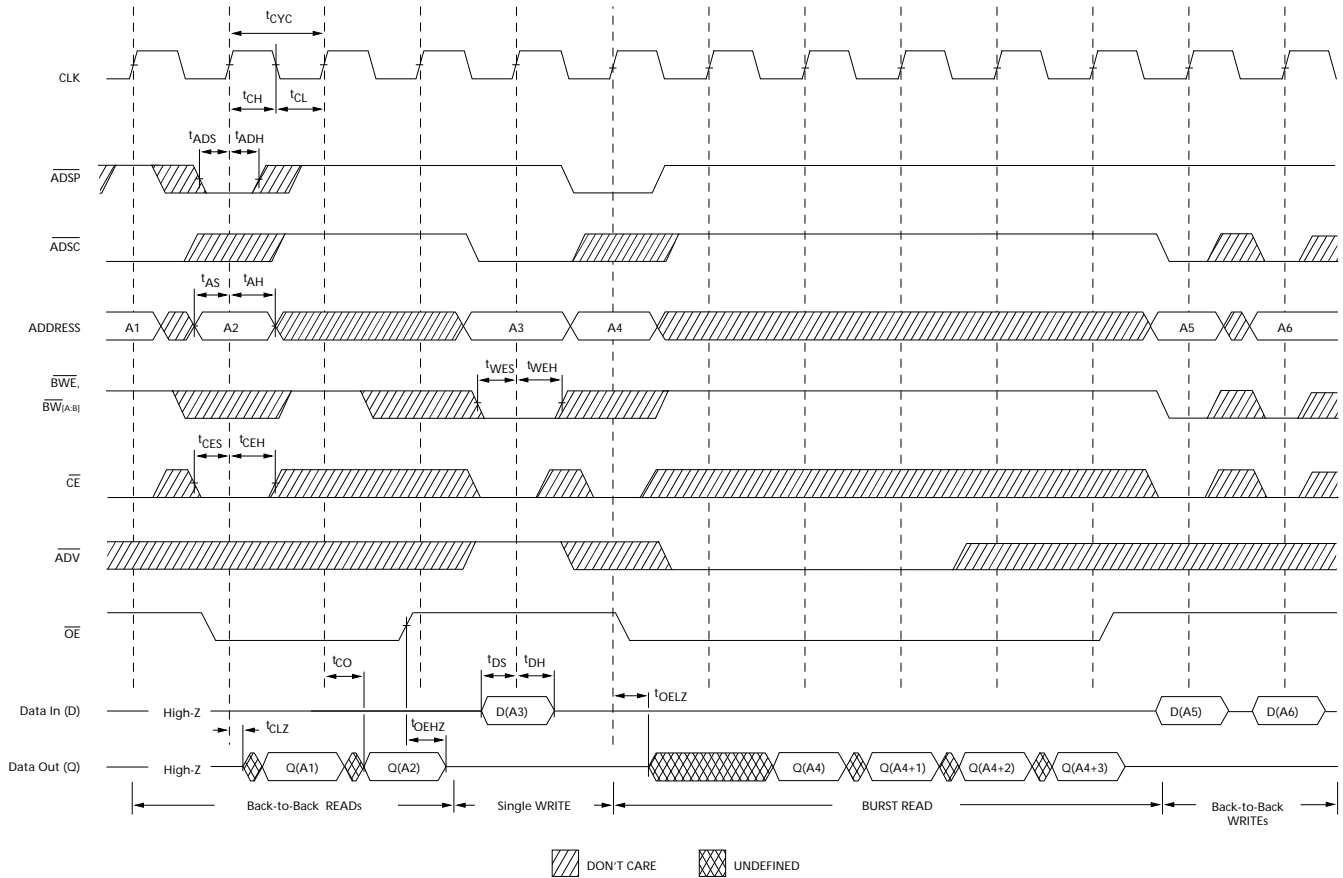 tCYC
CLK
tCH
tCL
tADS
tADH
ADSP
ADSC
tAS
tAH
ADDRESS
A1
A2
A3
A4
A5
A6
BWE,
tWES
tWEH
BW[A:B]
tCES
tCEH
CE
ADV
OE
tCO
tDS
tDH
tOELZ
Data In (D)
High-Z
D(A3)
D(A5)
D(A6)
tCLZ
tOEHZ
Data Out (Q)
High-Z
Q(A1)
Q(A2)
Q(A4)
Q(A4+1)
Q(A4+2)
Q(A4+3)
Back-to-Back READs
Single WRITE
BURST READ
Back-to-Back
WRITEs
DON'T CARE
UNDEFINED